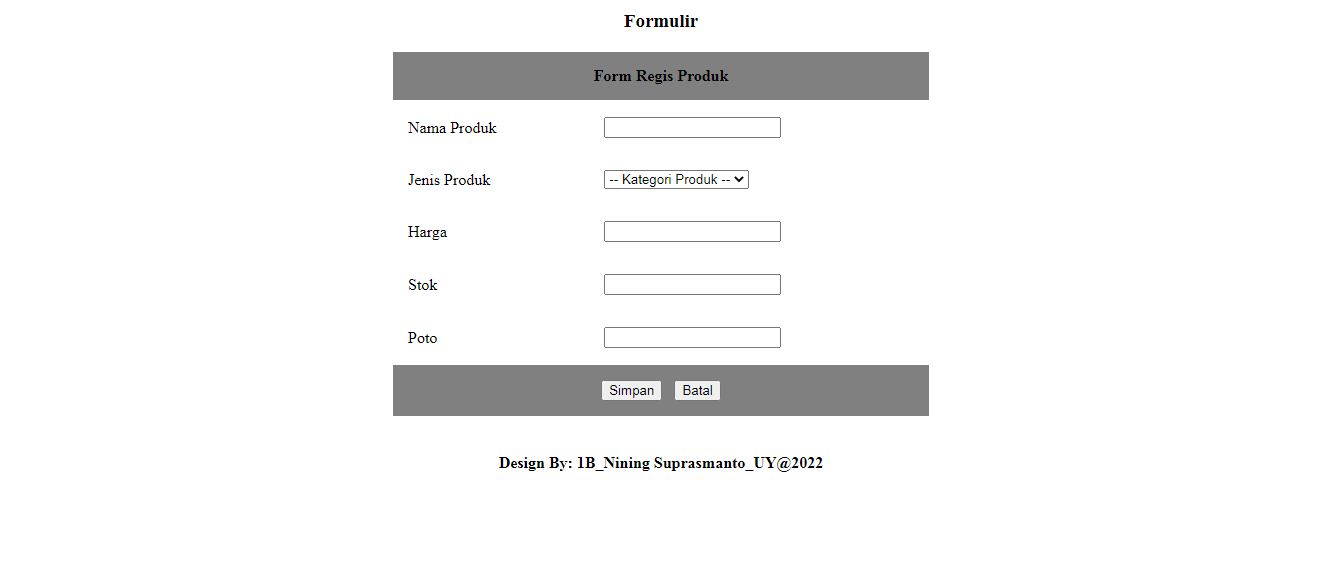 Formulir
Form Regis Produk
Nama Produk
Jenis Produk -- Kategori Produk --
Harga
Stok
Poto
Simpan Batal
Design By: 1B_Nining Suprasmanto_UY@2022